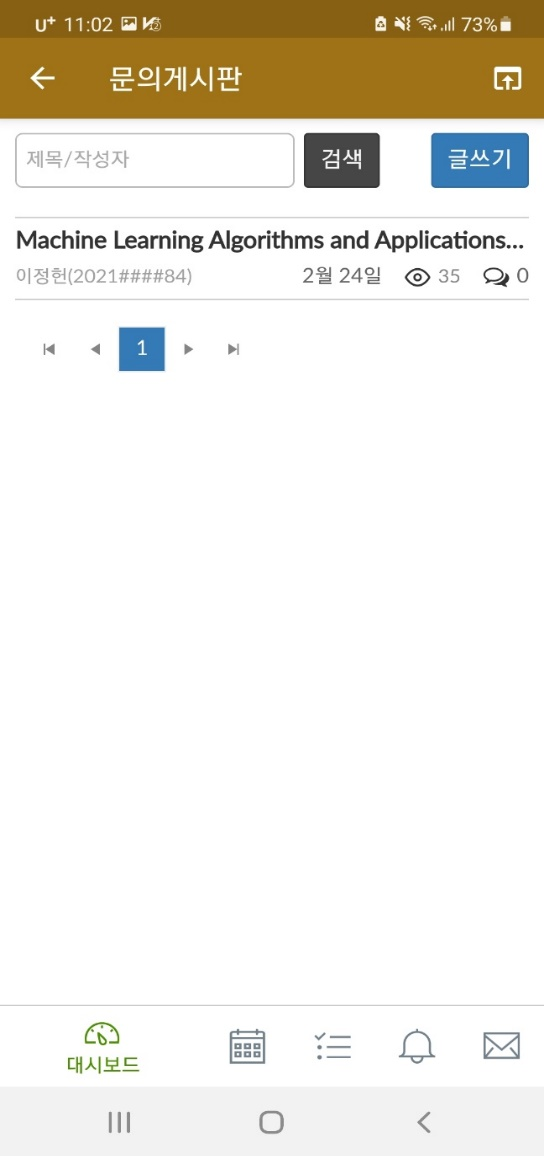 U+ 11:02 73%
문의게시판
제목/작성자 검색 글쓰기
Machine Learning Algorithms and Applications...
이정헌(2021####84) 2월 24일 35 0
1
대시보드